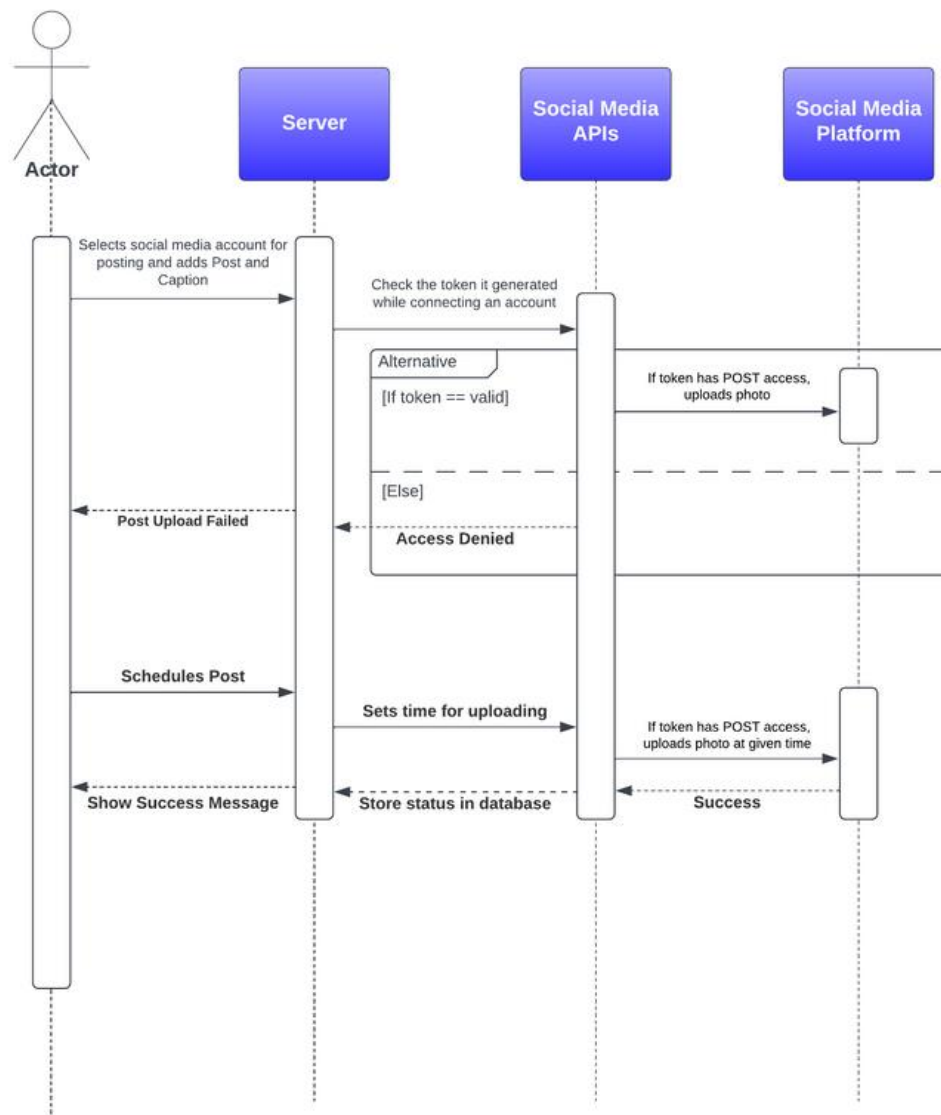 Actor
Server
Social Media
APIs
Social Media
Platform
Selects social media account for
posting and adds Post and
Caption
Check the token it generated
while connecting an account
Alternative
[If token == valid]
If token has POST access,
uploads photo
[Else]
Post Upload Failed
Access Denied
Schedules Post
Sets time for uploading
If token has POST access,
uploads photo at given time
Show Success Message
Store status in database
Success